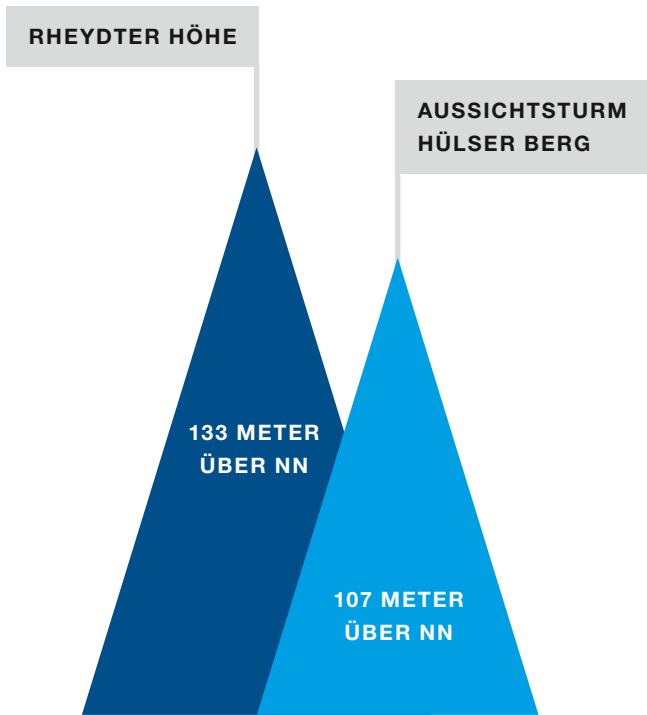 RHEYDTER HÖHE
AUSSICHTSTURM
HÜLSER BERG
133 METER
ÜBER NN
107 METER
ÜBER NN